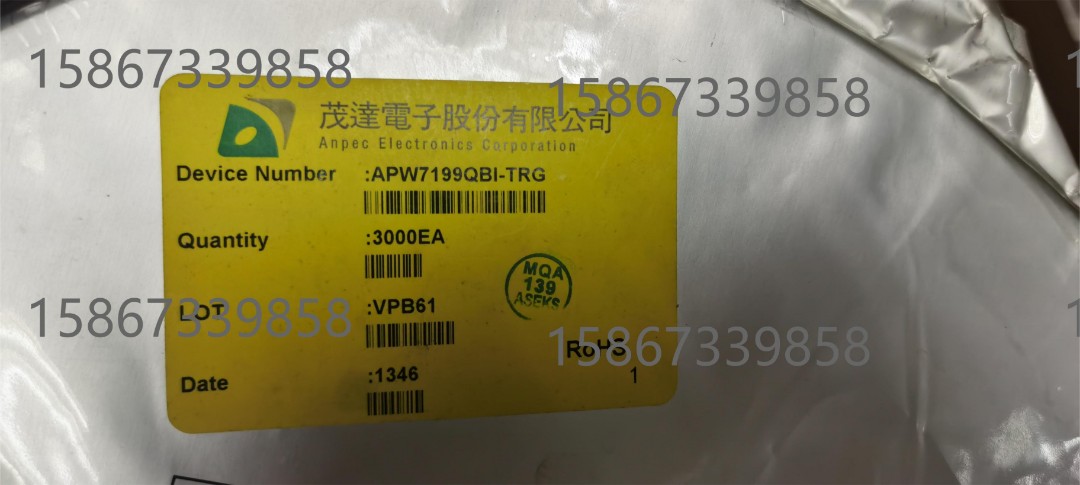 15867339858
15867339858
茂達電子股份有限公司
Anpec Electronics Corporation
Device Number :APW7199QBI-TRG
Quantity :3000EA
MQA
139
ASEKS
LOT :VPB61
15867339858
15867339858
RoHS
Date :1346
1